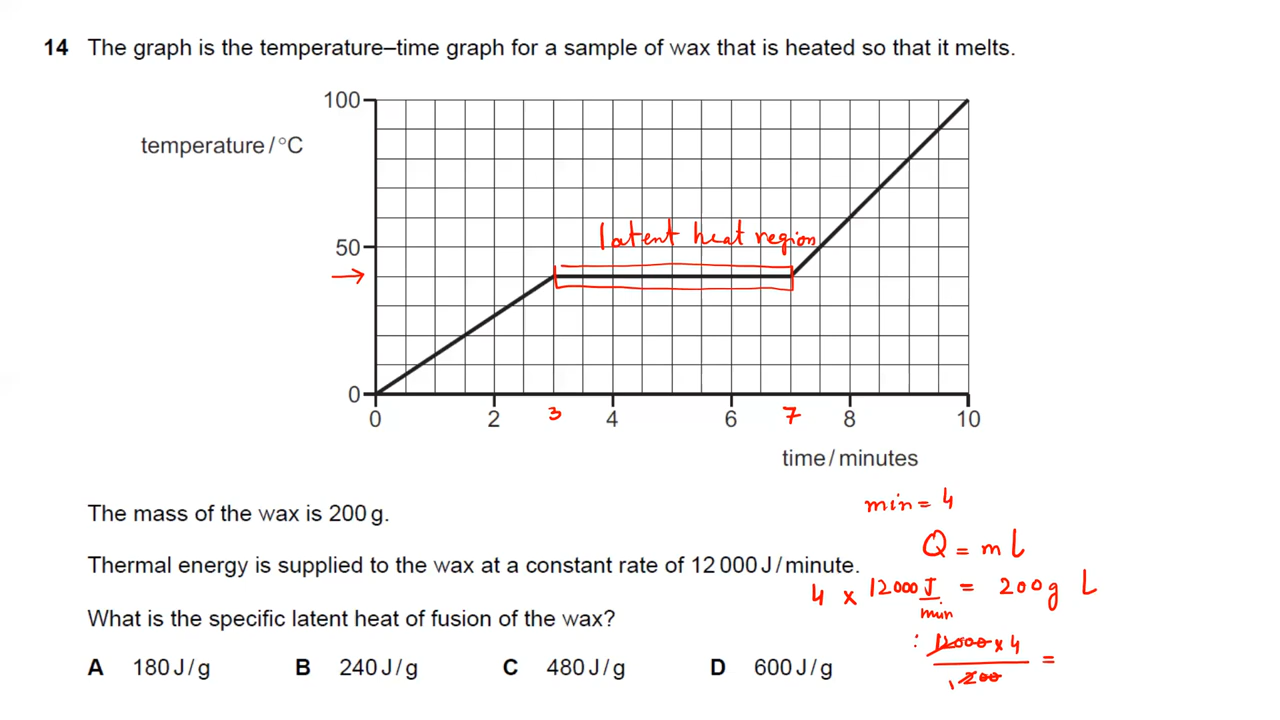 14 The graph is the temperature–time graph for a sample of wax that is heated so that it melts.
100
temperature / °C
latent heat region
50
→
0
0 2 3 4 6 7 8 10
time / minutes
min = 4
The mass of the wax is 200 g.
Q = m L
Thermal energy is supplied to the wax at a constant rate of 12 000 J / minute.
4 × 12000 J/min = 200g L
What is the specific latent heat of fusion of the wax?
12000 × 4 / 200 =
A 180 J / g B 240 J / g C 480 J / g D 600 J / g